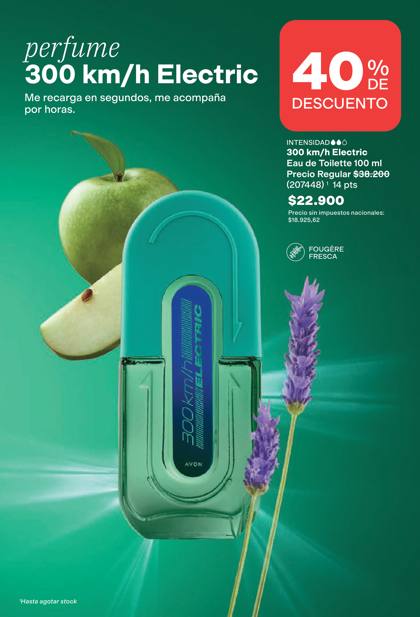 perfume
300 km/h Electric
Me recarga en segundos, me acompaña
por horas.
40%
DE
DESCUENTO
INTENSIDAD
300 km/h Electric
Eau de Toilette 100 ml
Precio Regular $38.200
(207448) ¹ 14 pts
$22.900
Precio sin impuestos nacionales:
$18.925,62
FOUGÈRE
FRESCA
300km/h
ELECTRIC
AVON
¹Hasta agotar stock